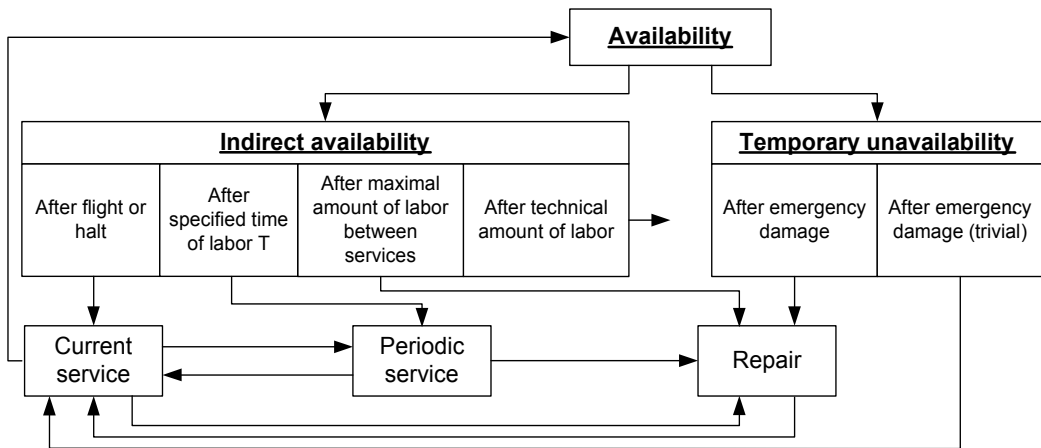 Availability
Indirect availability
Temporary unavailability
After flight or
halt
After
specified time
of labor T
After maximal
amount of labor
between
services
After technical
amount of labor
After emergency
damage
After emergency
damage (trivial)
Current
service
Periodic
service
Repair